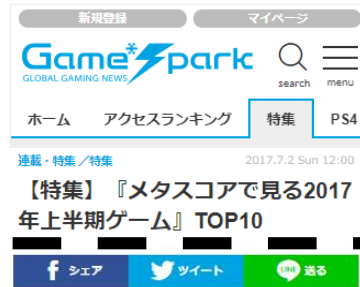 新規登録
マイページ
Game*Spark
GLOBAL GAMING NEWS
search
menu
ホーム
アクセスランキング
特集
PS4
連載・特集／特集
2017.7.2 Sun 12:00
【特集】『メタスコアで見る2017
年上半期ゲーム』TOP10
f シェア
ツイート
LINE 送る